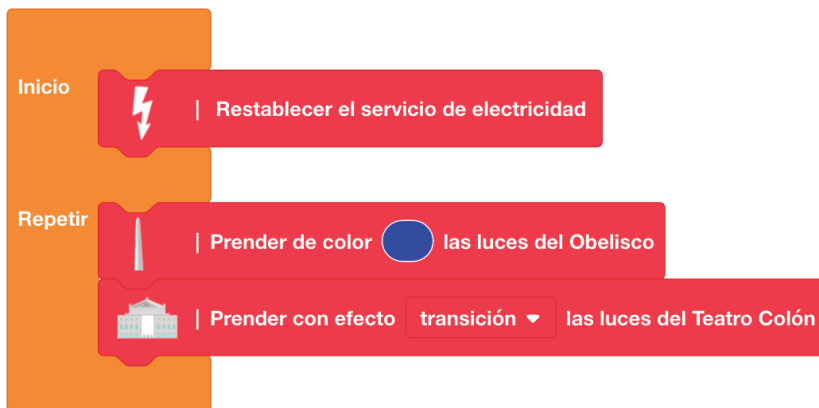 Inicio
| Restablecer el servicio de electricidad
Repetir
| Prender de color las luces del Obelisco
| Prender con efecto transición las luces del Teatro Colón